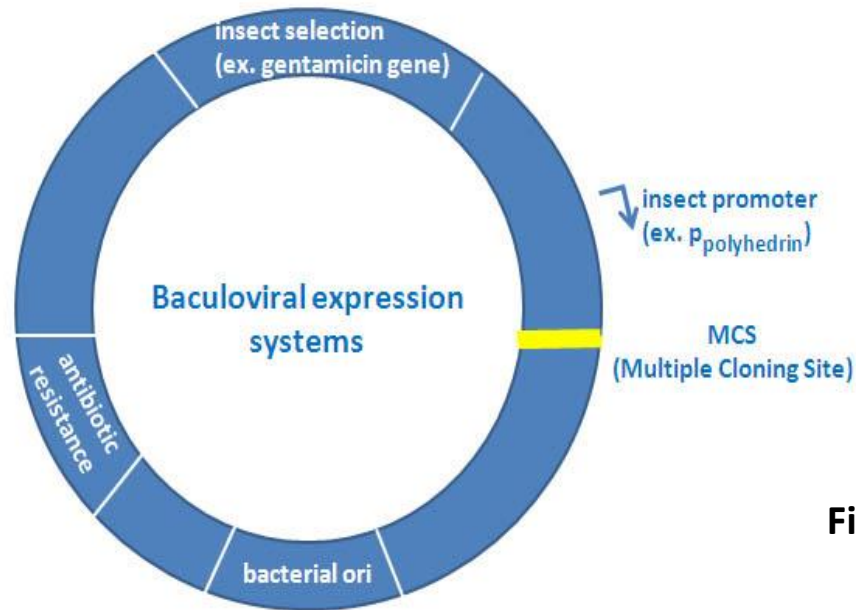 insect selection
(ex. gentamicin gene)
insect promoter
(ex. p polyhedrin)
Baculoviral expression
systems
MCS
(Multiple Cloning Site)
antibiotic
resistance
bacterial ori
Fi